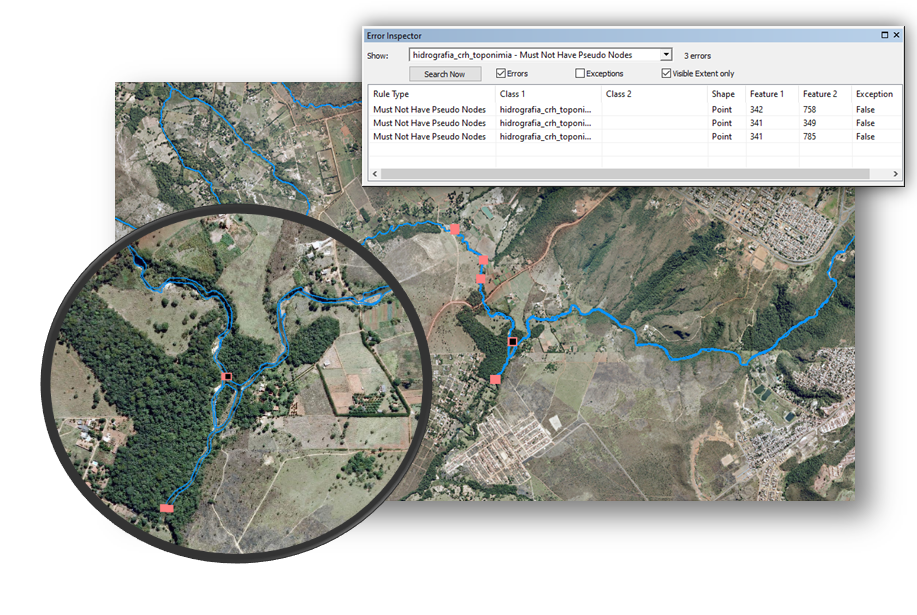 Error Inspector
Show: hidrografia_crh_toponimia - Must Not Have Pseudo Nodes 3 errors
Search Now Errors Exceptions Visible Extent only
Rule Type Class 1 Class 2 Shape Feature 1 Feature 2 Exception
Must Not Have Pseudo Nodes hidrografia_crh_toponi... Point 342 758 False
Must Not Have Pseudo Nodes hidrografia_crh_toponi... Point 341 349 False
Must Not Have Pseudo Nodes hidrografia_crh_toponi... Point 341 785 False